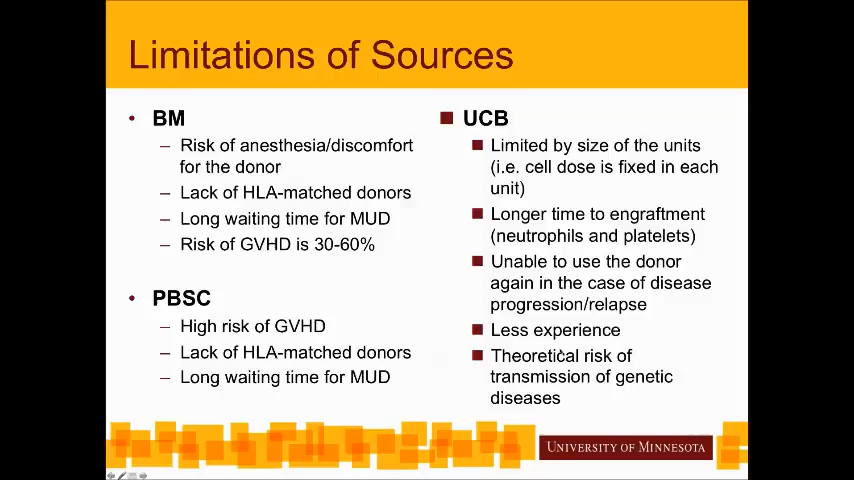 Limitations of Sources
• BM
– Risk of anesthesia/discomfort
for the donor
– Lack of HLA-matched donors
– Long waiting time for MUD
– Risk of GVHD is 30-60%
• PBSC
– High risk of GVHD
– Lack of HLA-matched donors
– Long waiting time for MUD
UCB
Limited by size of the units
(i.e. cell dose is fixed in each
unit)
Longer time to engraftment
(neutrophils and platelets)
Unable to use the donor
again in the case of disease
progression/relapse
Less experience
Theoretical risk of
transmission of genetic
diseases
UNIVERSITY OF MINNESOTA